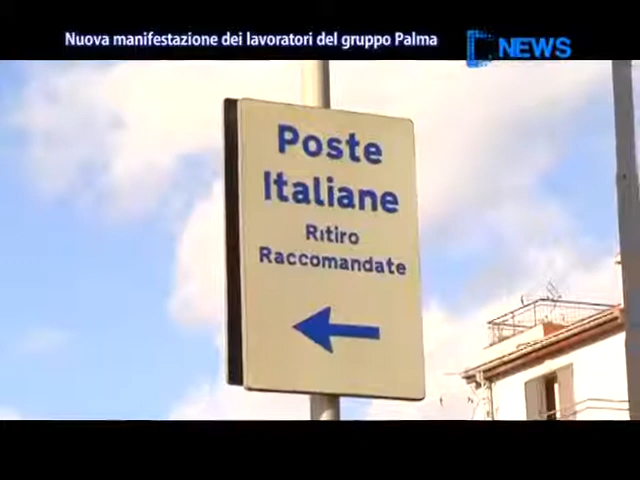 Nuova manifestazione dei lavoratori del gruppo Palma
NEWS
Poste
Italiane
Ritiro
Raccomandate